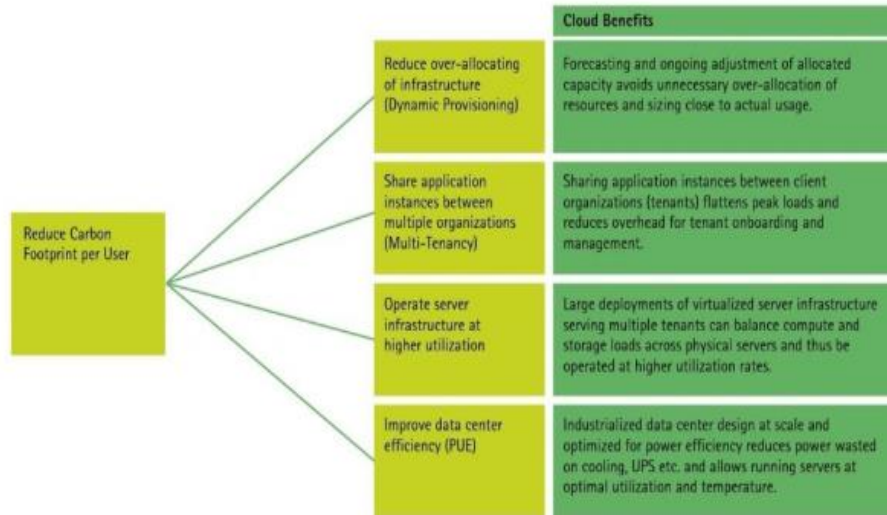 Cloud Benefits
Reduce over-allocating
of infrastructure
(Dynamic Provisioning)
Forecasting and ongoing adjustment of allocated
capacity avoids unnecessary over-allocation of
resources and sizing close to actual usage.
Share application
instances between
multiple organizations
(Multi-Tenancy)
Sharing application instances between client
organizations (tenants) flattens peak loads and
reduces overhead for tenant onboarding and
management.
Reduce Carbon
Footprint per User
Operate server
infrastructure at
higher utilization
Large deployments of virtualized server infrastructure
serving multiple tenants can balance compute and
storage loads across physical servers and thus be
operated at higher utilization rates.
Improve data center
efficiency (PUE)
Industrialized data center design at scale and
optimized for power efficiency reduces power wasted
on cooling, UPS etc. and allows running servers at
optimal utilization and temperature.